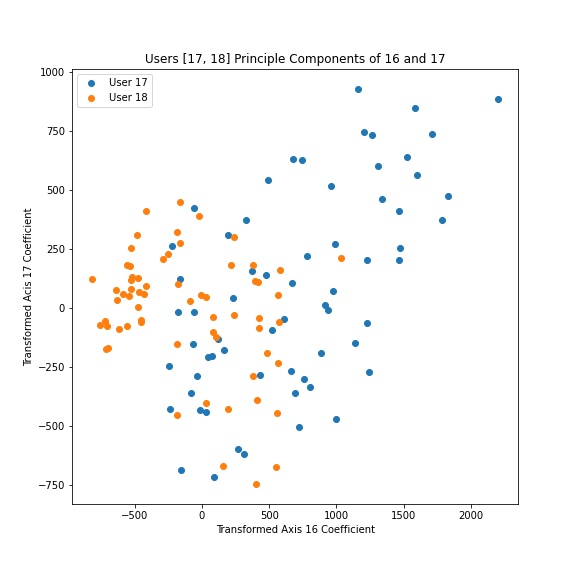 Users [17, 18] Principle Components of 16 and 17
User 17
User 18
1000
750
500
250
0
−250
−500
−750
Transformed Acis 17 Coefficient
−500
0
500
1000
1500
2000
Transformed Axis 16 Coefficient